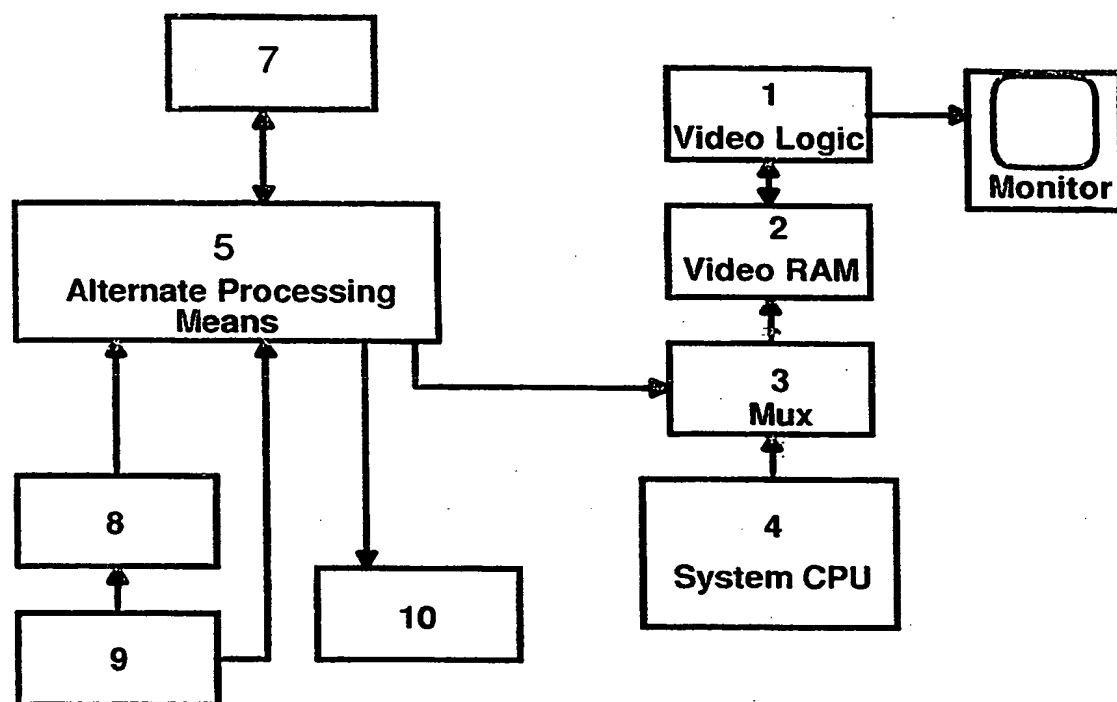 7
1
Video Logic
Monitor
5
Alternate Processing
Means
2
Video RAM
3
Mux
8
4
System CPU
10
9